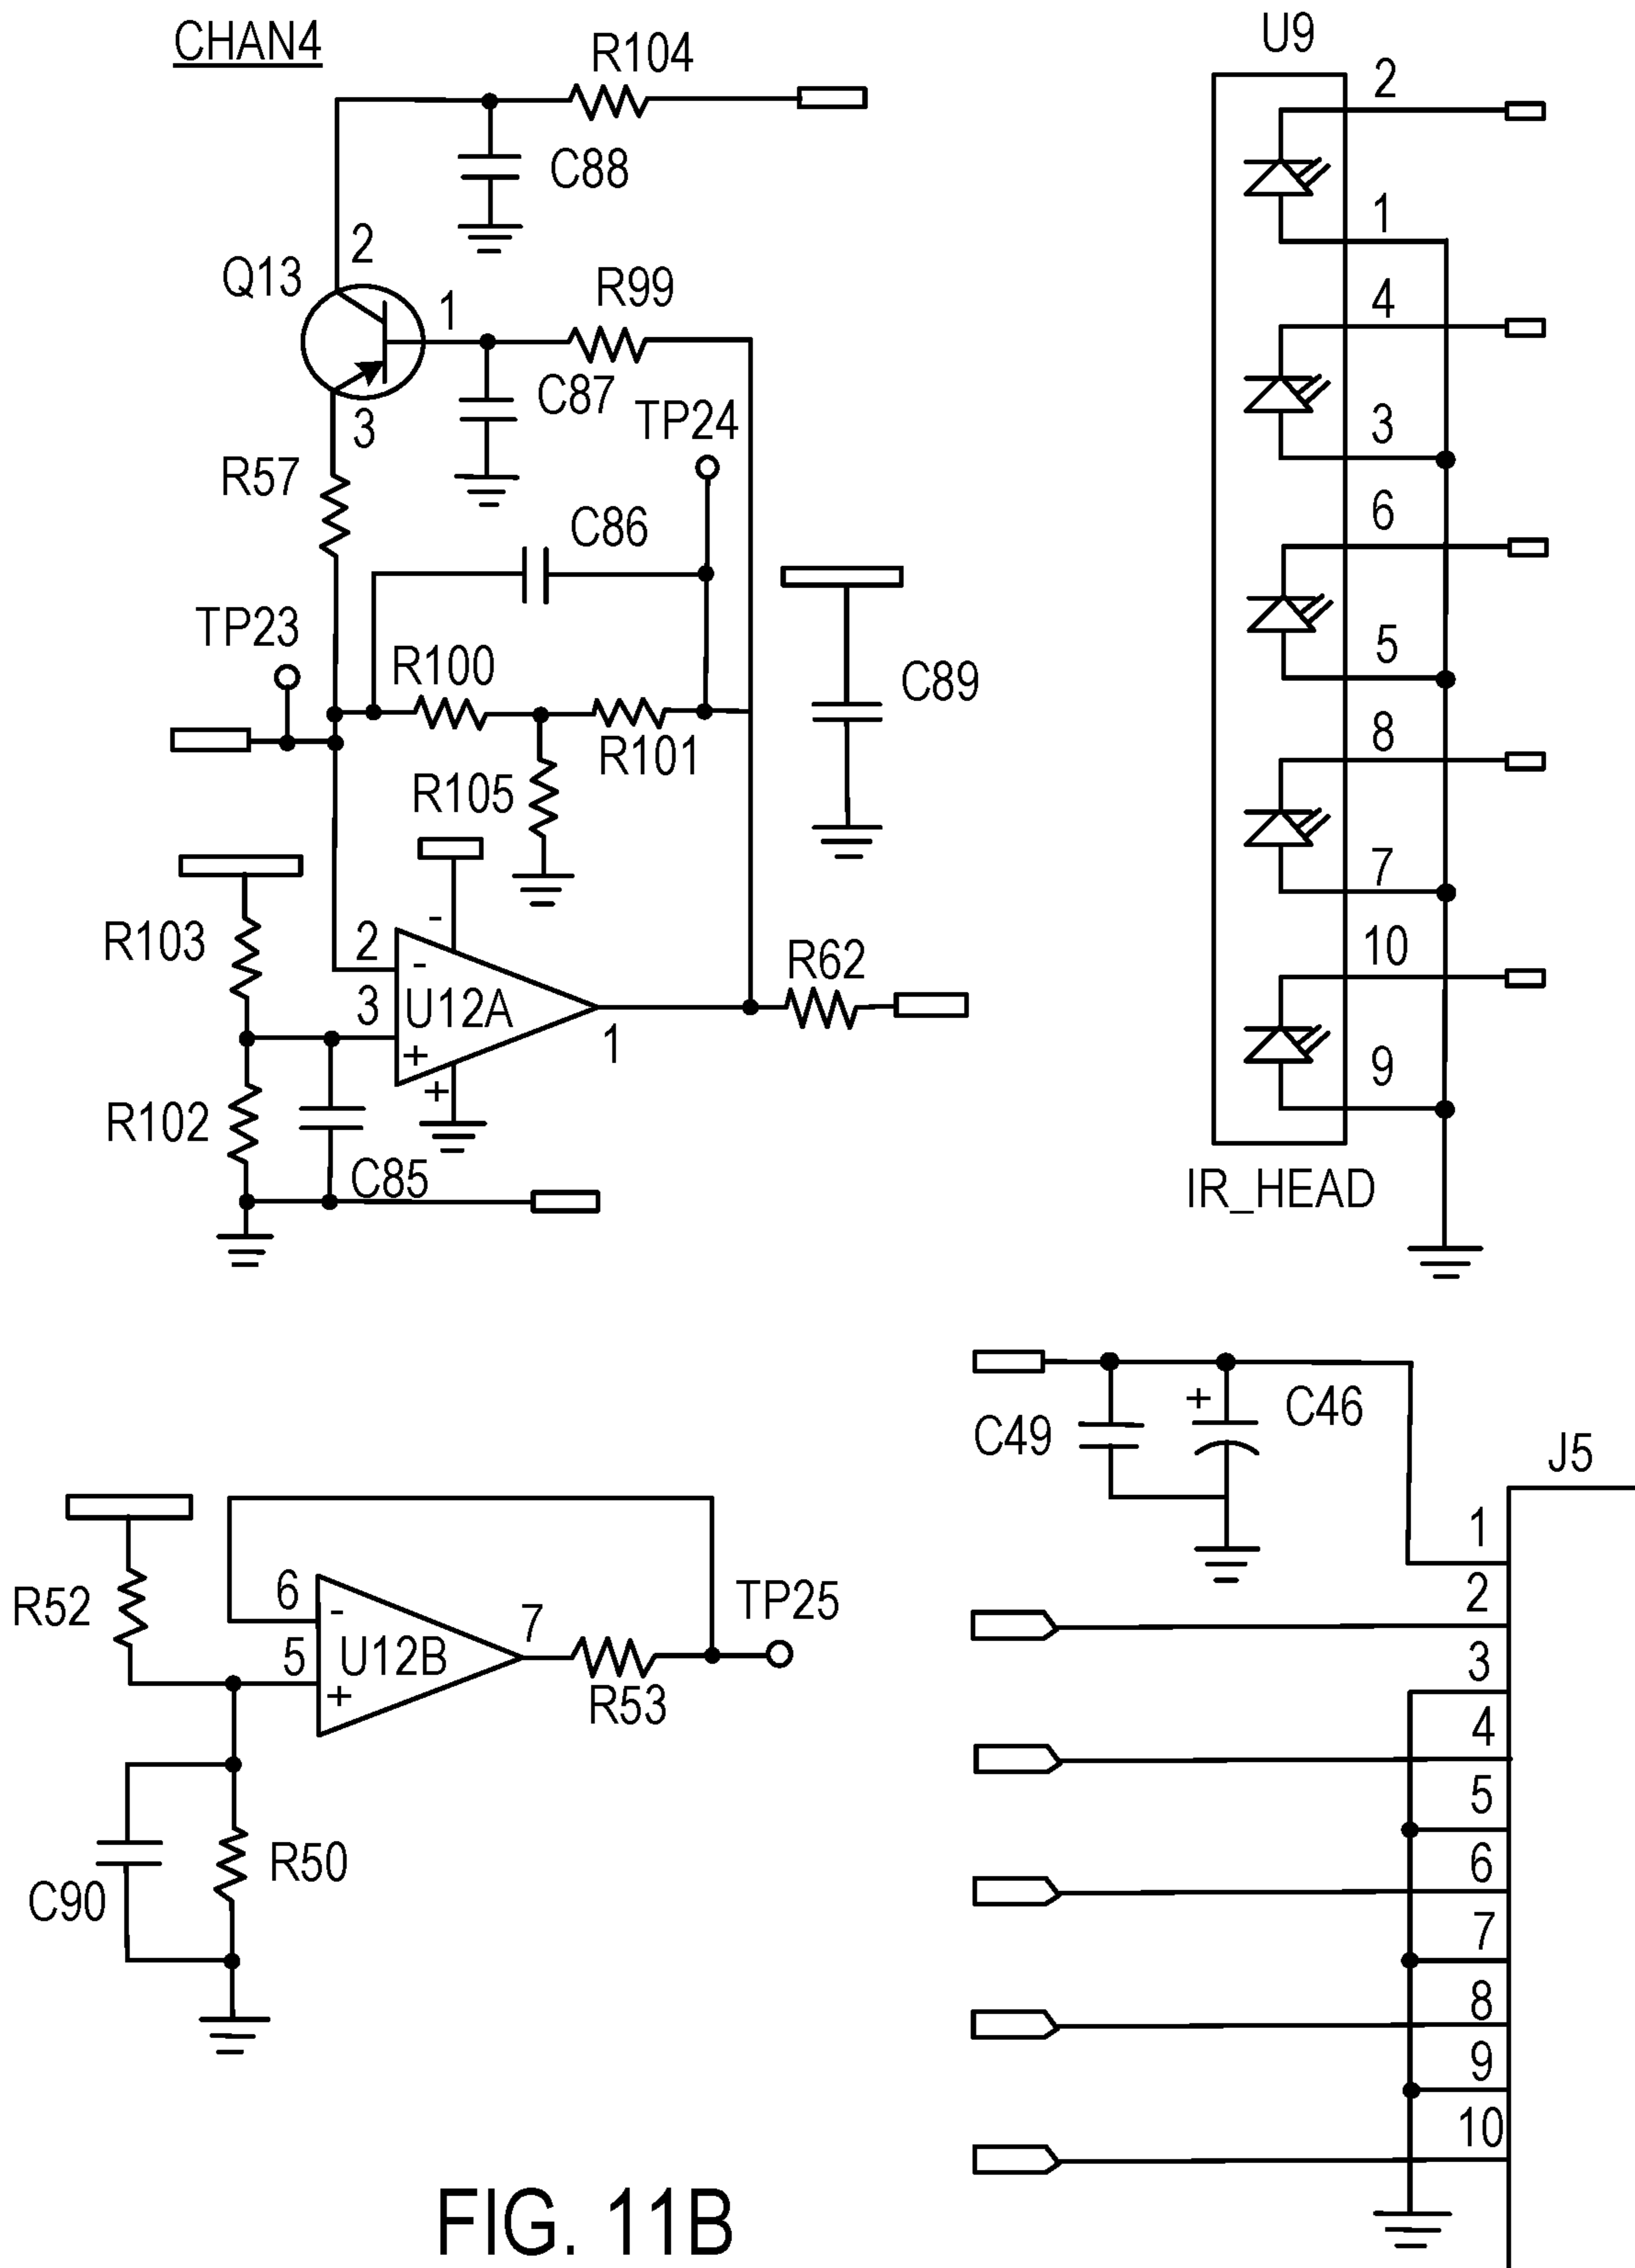 CHAN4
R104
C88
2
Q13
1
R99
C87
3
TP24
R57
C86
TP23
R100
C89
R101
R105
R103
-
2
-
3
U12A
+
+
1
R62
R102
C85
U9
2
1
4
3
6
5
8
7
10
9
IR_HEAD
R52
6
-
5
U12B
+
7
R53
TP25
C90
R50
C49
+
C46
J5
1
2
3
4
5
6
7
8
9
10
FIG. 11B